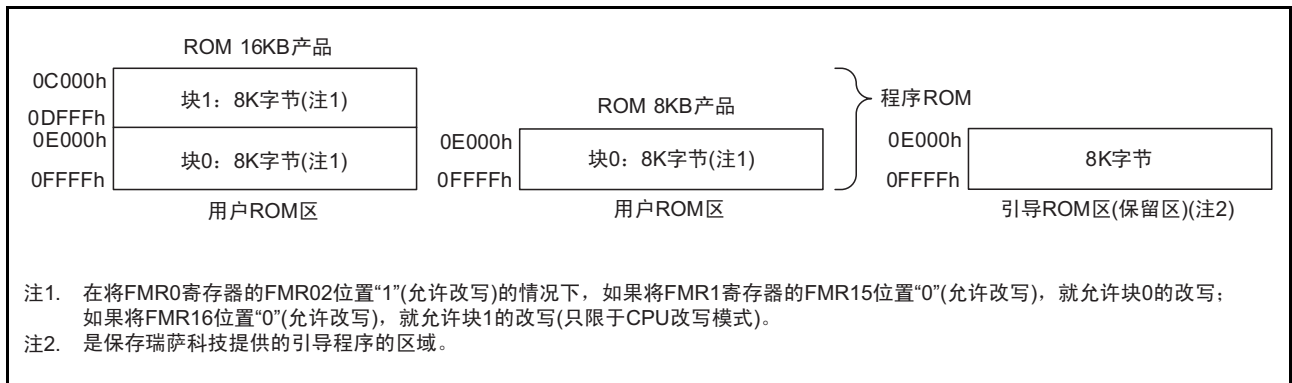 ROM 16KB产品
0C000h
块1：8K字节(注1)
0DFFFh
0E000h
块0：8K字节(注1)
0FFFFh
用户ROM区
ROM 8KB产品
0E000h
块0：8K字节(注1)
0FFFFh
用户ROM区
程序ROM
0E000h
8K字节
0FFFFh
引导ROM区(保留区)(注2)
注1. 在将FMR0寄存器的FMR02位置“1”(允许改写)的情况下，如果将FMR1寄存器的FMR15位置“0”(允许改写)，就允许块0的改写；
如果将FMR16位置“0”(允许改写)，就允许块1的改写(只限于CPU改写模式)。
注2. 是保存瑞萨科技提供的引导程序的区域。